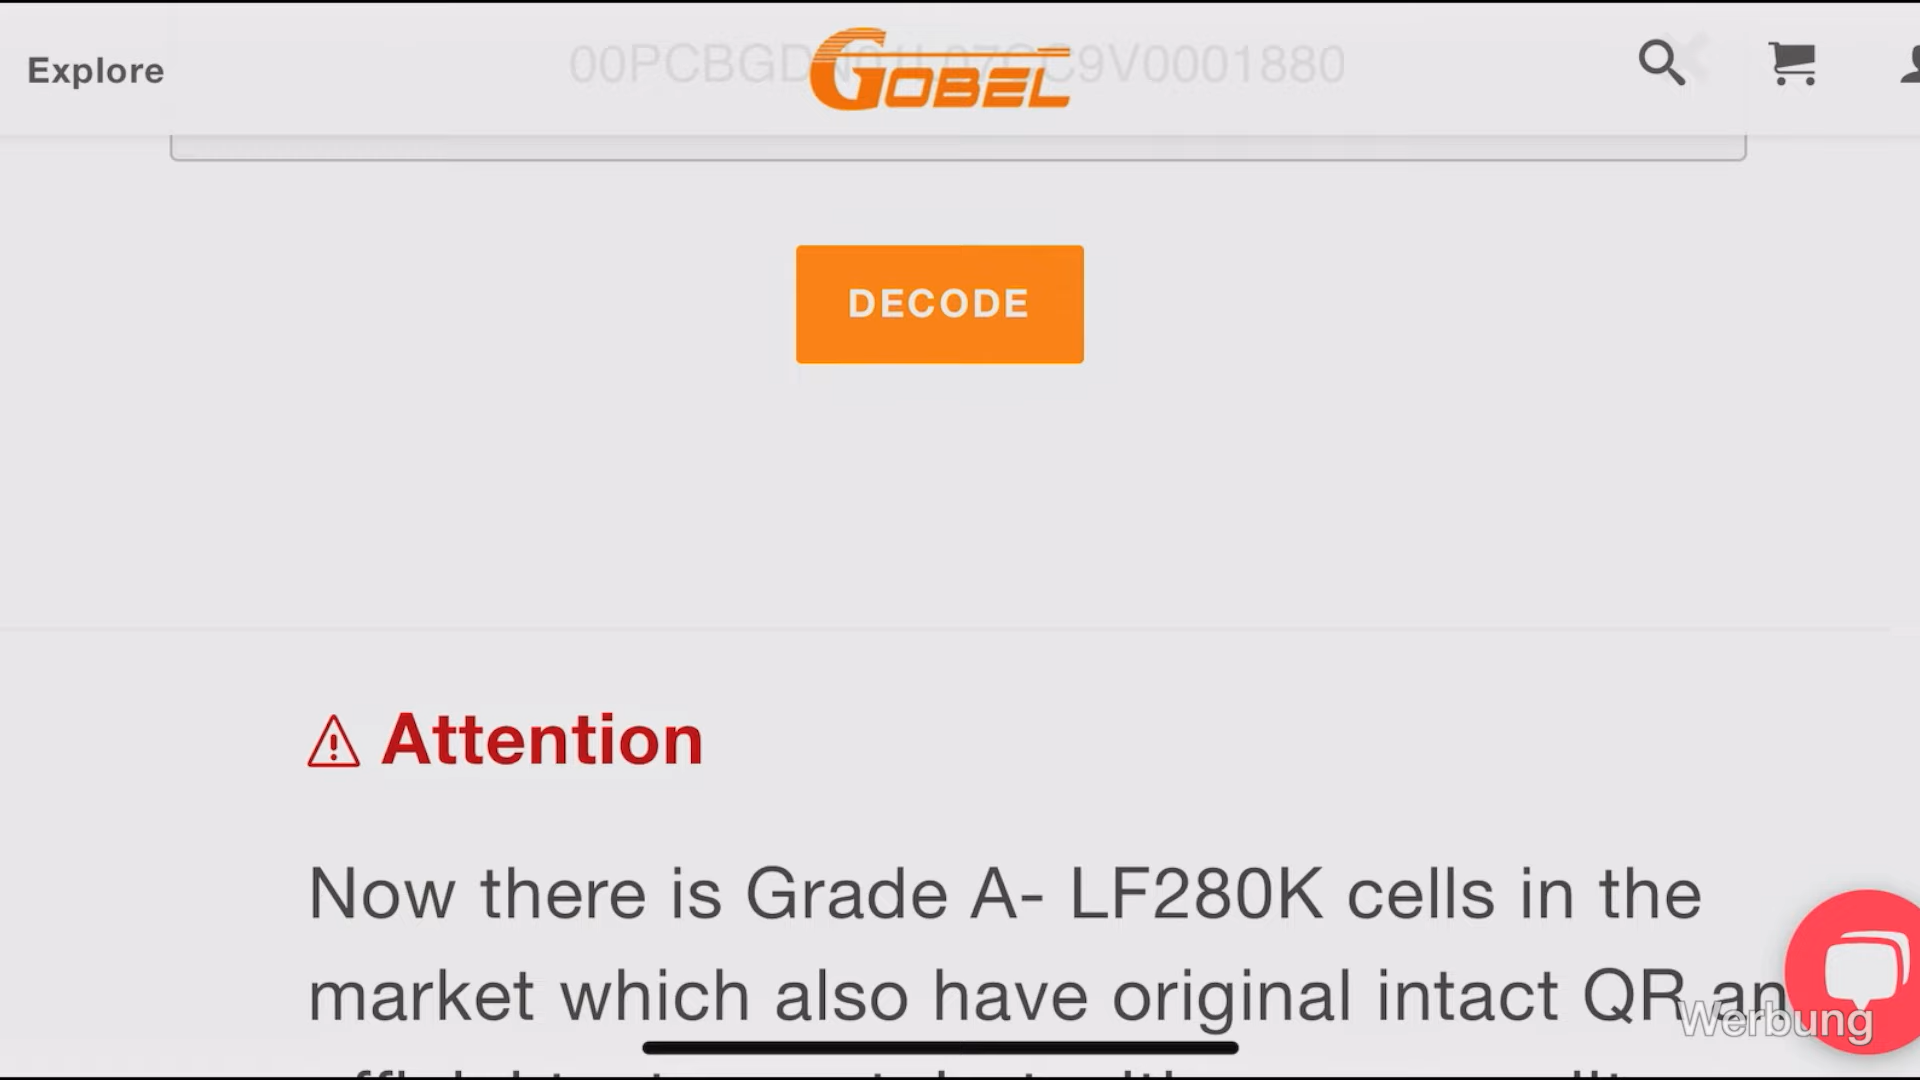 Explore
GOBEL
DECODE
Attention
Now there is Grade A- LF280K cells in the
market which also have original intact QR an
Werbung